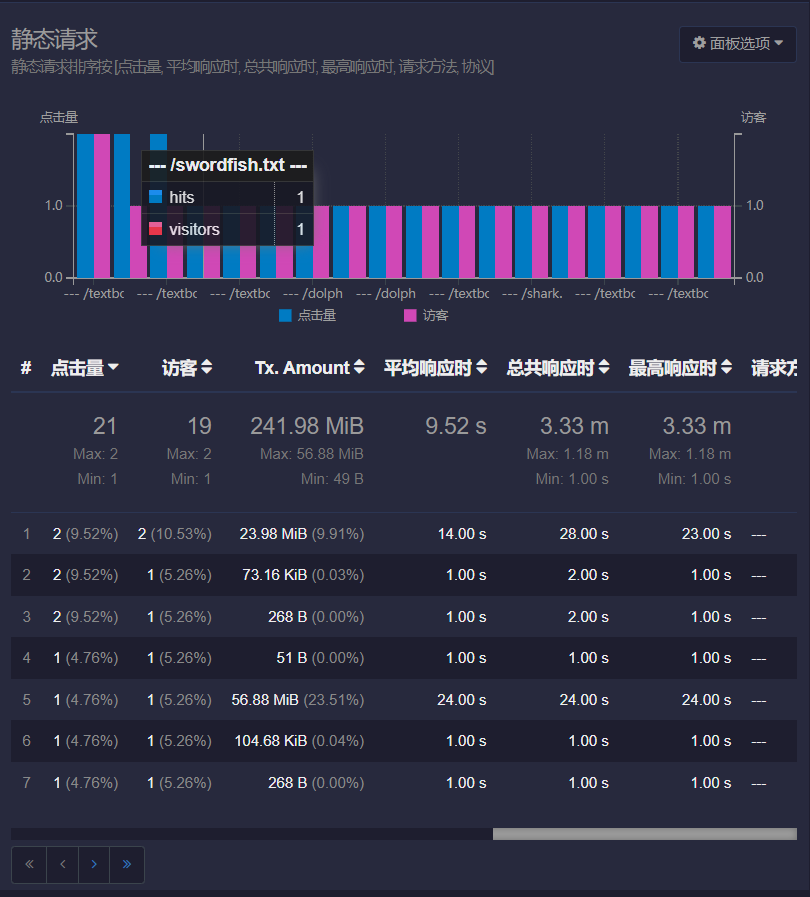 静态请求
静态请求排序按 [点击量, 平均响应时, 总共响应时, 最高响应时, 请求方法, 协议]
面板选项
点击量 访客
--- /swordfish.txt ---
hits 1
visitors 1
1.0 1.0
0.0 0.0
--- /textbc --- /textbc --- /textbc --- /dolph --- /dolph --- /textbc --- /shark. --- /textbc --- /textbc
点击量 访客
# 点击量 访客 Tx. Amount 平均响应时 总共响应时 最高响应时 请求方
21 19 241.98 MiB 9.52 s 3.33 m 3.33 m
Max: 2 Max: 2 Max: 56.88 MiB Max: 1.18 m Max: 1.18 m
Min: 1 Min: 1 Min: 49 B Min: 1.00 s Min: 1.00 s
1 2 (9.52%) 2 (10.53%) 23.98 MiB (9.91%) 14.00 s 28.00 s 23.00 s ---
2 2 (9.52%) 1 (5.26%) 73.16 KiB (0.03%) 1.00 s 2.00 s 1.00 s ---
3 2 (9.52%) 1 (5.26%) 268 B (0.00%) 1.00 s 2.00 s 1.00 s ---
4 1 (4.76%) 1 (5.26%) 51 B (0.00%) 1.00 s 1.00 s 1.00 s ---
5 1 (4.76%) 1 (5.26%) 56.88 MiB (23.51%) 24.00 s 24.00 s 24.00 s ---
6 1 (4.76%) 1 (5.26%) 104.68 KiB (0.04%) 1.00 s 1.00 s 1.00 s ---
7 1 (4.76%) 1 (5.26%) 268 B (0.00%) 1.00 s 1.00 s 1.00 s ---
« ‹ › »